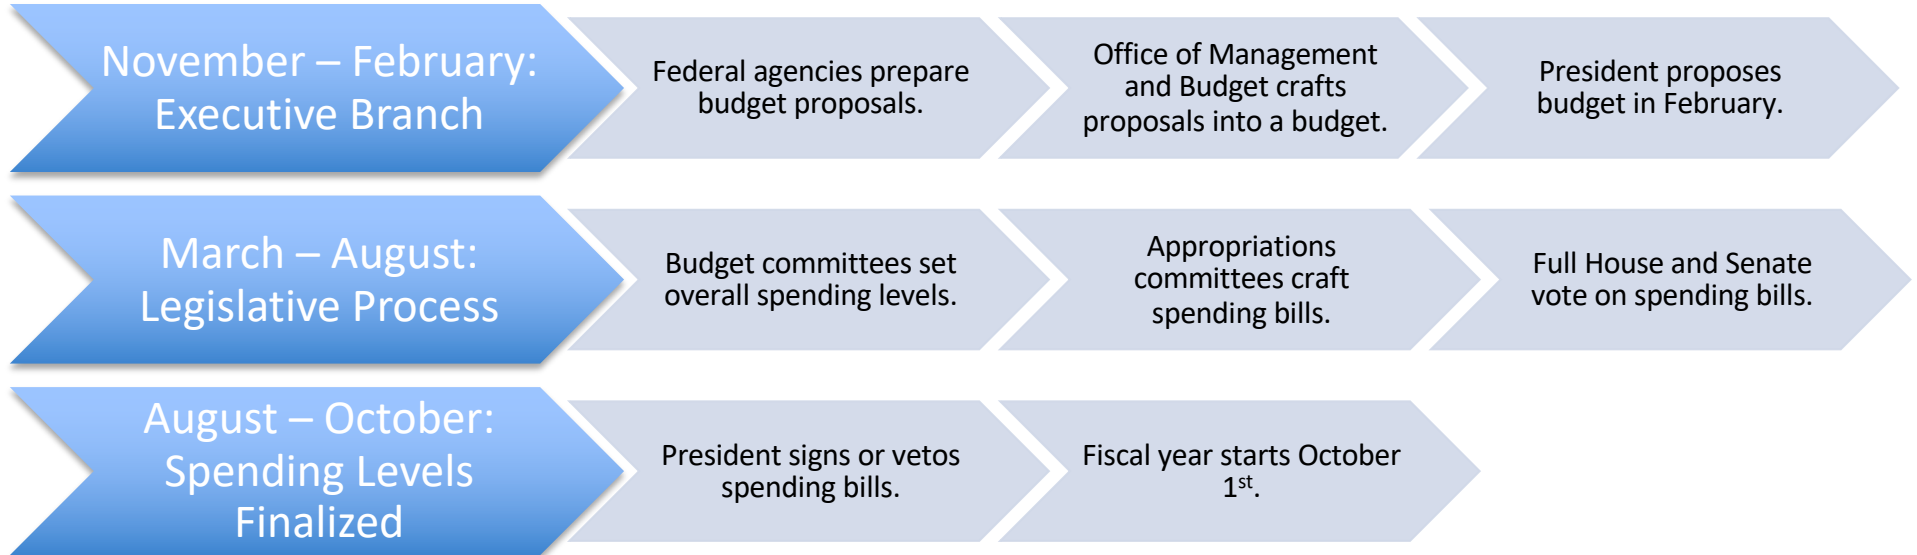 November – February:
Executive Branch
Federal agencies prepare
budget proposals.
Office of Management
and Budget crafts
proposals into a budget.
President proposes
budget in February.
March – August:
Legislative Process
Budget committees set
overall spending levels.
Appropriations
committees craft
spending bills.
Full House and Senate
vote on spending bills.
August – October:
Spending Levels
Finalized
President signs or vetos
spending bills.
Fiscal year starts October
1st.